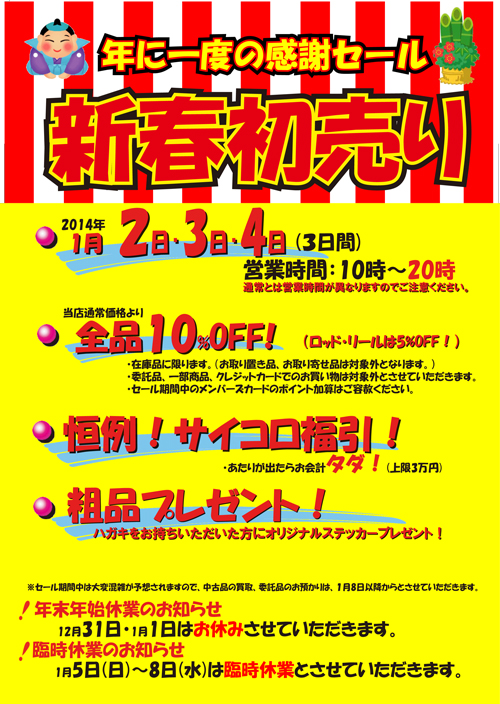 年に一度の感謝セール
新春初売り
2014年
1月 2日・3日・4日(3日間)
営業時間:10時〜20時
通常とは営業時間が異なりますのでご注意ください。
当店通常価格より
全品10%OFF! (ロッド・リールは5%OFF!)
・在庫品に限ります。(お取り置き品、お取り寄せ品は対象外となります。)
・委託品、一部商品、クレジットカードでのお買い物は対象外とさせていただきます。
・セール期間中のメンバースカードのポイント加算はご容赦ください。
恒例!サイコロ福引!
・あたりが出たらお会計タダ!(上限3万円)
粗品プレゼント!
ハガキをお持ちいただいた方にオリジナルステッカープレゼント!
※セール期間中は大変混雑が予想されますので、中古品の買取、委託品のお預かりは、1月8日以降からとさせていただきます。
!年末年始休業のお知らせ
12月31日・1月1日はお休みさせていただきます。
!臨時休業のお知らせ
1月5日(日)〜8日(水)は臨時休業とさせていただきます。